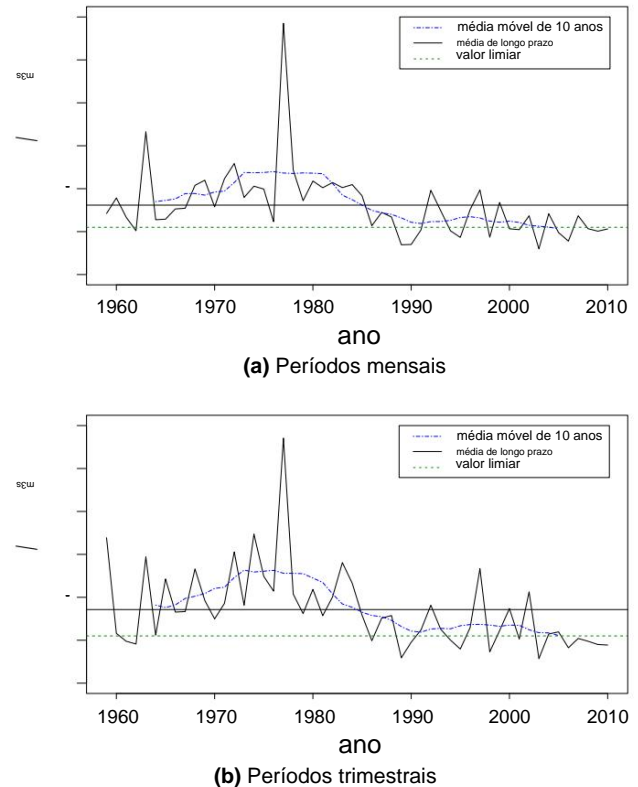 média móvel de 10 anos
média de longo prazo
valor limiar
m3s
/
-
1960 1970 1980 1990 2000 2010
ano
(a) Períodos mensais
média móvel de 10 anos
média de longo prazo
valor limiar
m3s
/
-
1960 1970 1980 1990 2000 2010
ano
(b) Períodos trimestrais